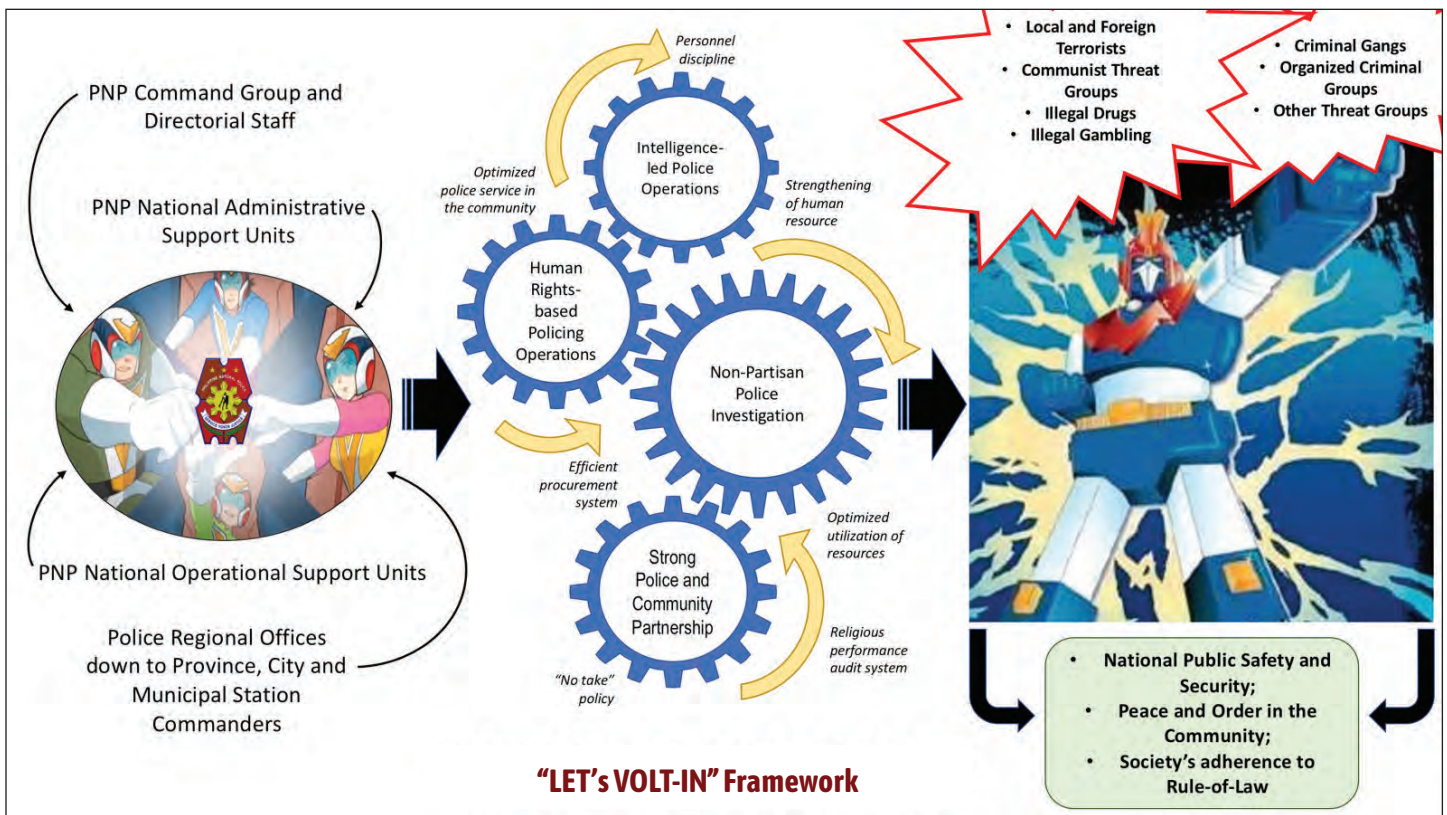 PNP Command Group and
Directorial Staff
PNP National Administrative
Support Units
PNP National Operational Support Units
Police Regional Offices
down to Province, City and
Municipal Station
Commanders
Personnel
discipline
Optimized
police service in
the community
Intelligence-
led Police
Operations
Strengthening
of human
resource
Human
Rights-
based
Policing
Operations
Non-Partisan
Police
Investigation
Efficient
procurement
system
Optimized
utilization of
resources
Strong
Police and
Community
Partnership
Religious
performance
audit system
"No take"
policy
• Local and Foreign
Terrorists
• Communist Threat
Groups
• Illegal Drugs
• Illegal Gambling
• Criminal Gangs
• Organized Criminal
Groups
• Other Threat Groups
• National Public Safety and
Security;
• Peace and Order in the
Community;
• Society's adherence to
Rule-of-Law
"LET's VOLT-IN" Framework